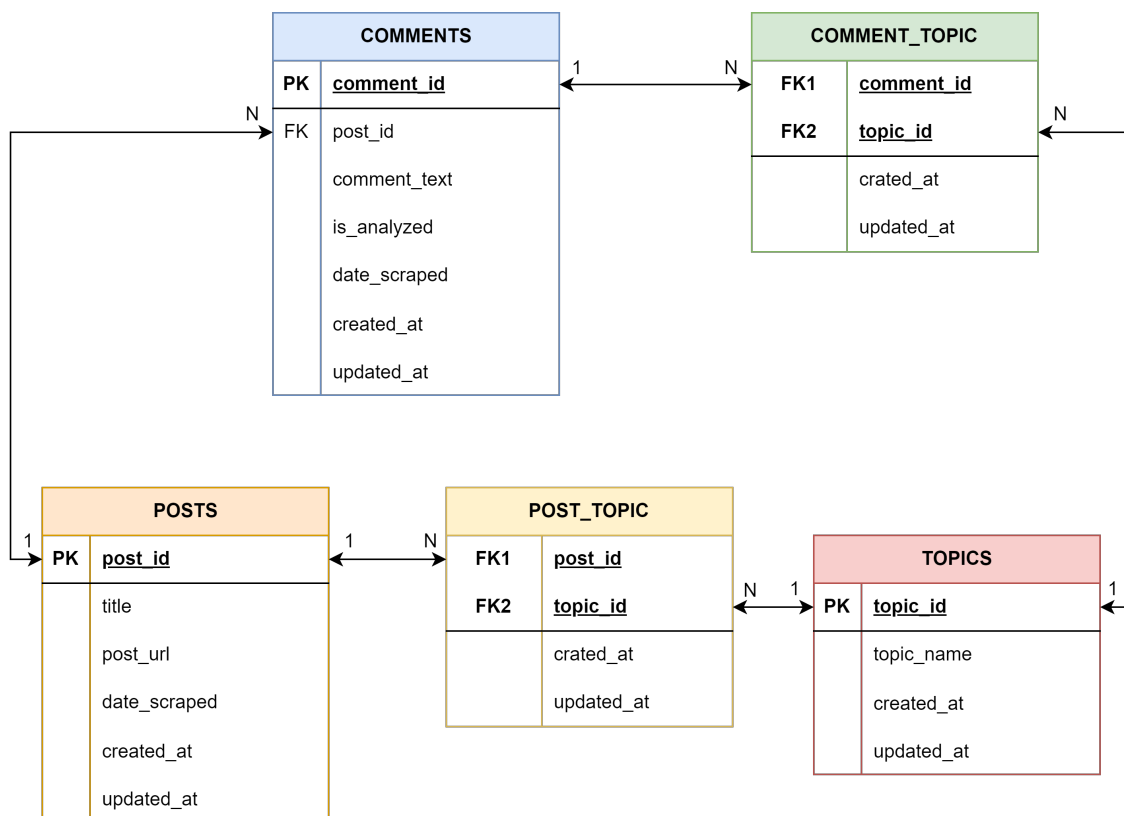 COMMENTS
PK comment_id
FK post_id
comment_text
is_analyzed
date_scraped
created_at
updated_at
1 N
COMMENT_TOPIC
FK1 comment_id
FK2 topic_id
crated_at
updated_at
N
N
POSTS
1 PK post_id
title
post_url
date_scraped
created_at
updated_at
1 N
POST_TOPIC
FK1 post_id
FK2 topic_id
crated_at
updated_at
N 1
TOPICS
PK topic_id
topic_name
created_at
updated_at
1